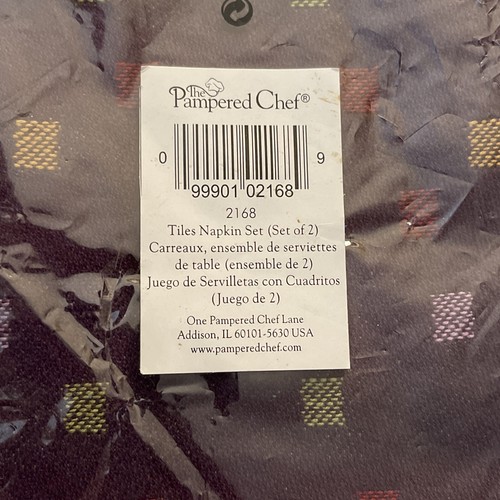 The
Pampered Chef®
0 99901 02168 9
2168
Tiles Napkin Set (Set of 2)
Carreaux, ensemble de serviettes
de table (ensemble de 2)
Juego de Servilletas con Cuadritos
(Juego de 2)
One Pampered Chef Lane
Addison, IL 60101-5630 USA
www.pamperedchef.com